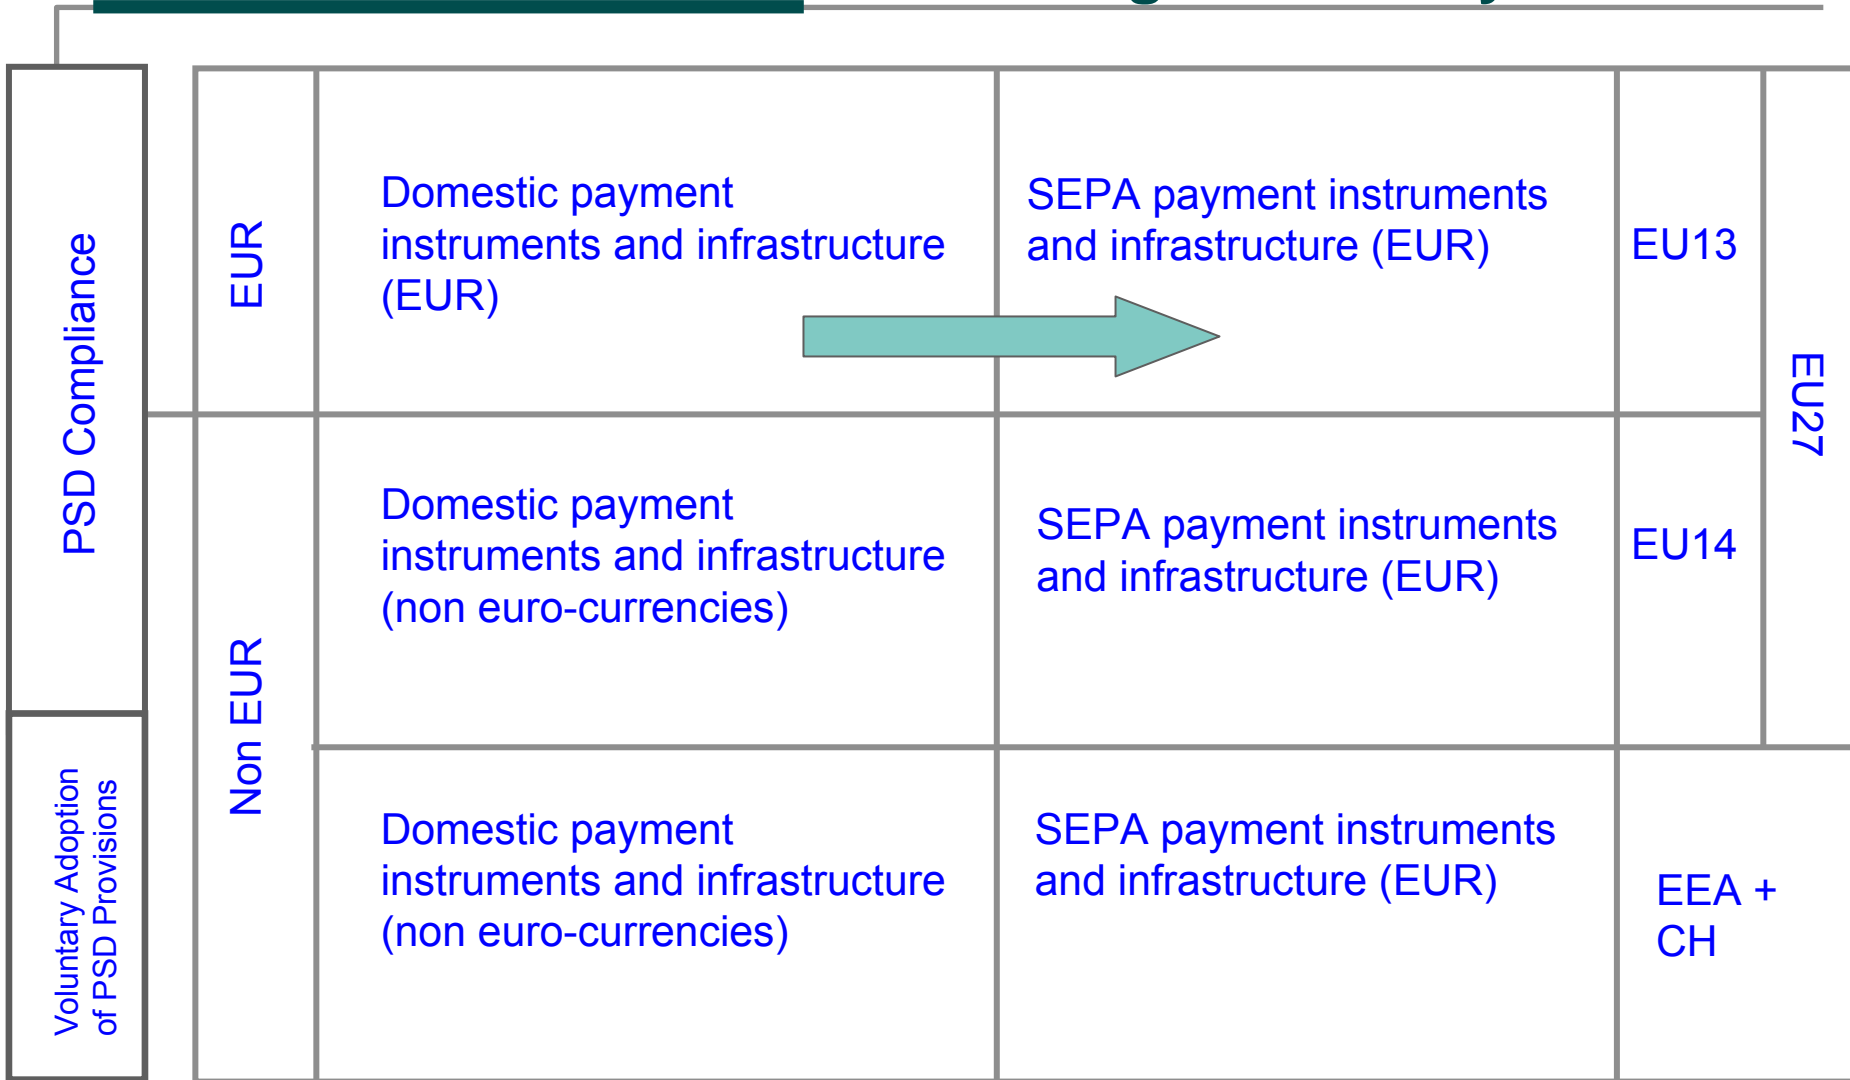 PSD Compliance
EUR
Domestic payment
instruments and infrastructure
(EUR)
SEPA payment instruments
and infrastructure (EUR)
EU13
EU27
Non EUR
Domestic payment
instruments and infrastructure
(non euro-currencies)
SEPA payment instruments
and infrastructure (EUR)
EU14
Voluntary Adoption
of PSD Provisions
Domestic payment
instruments and infrastructure
(non euro-currencies)
SEPA payment instruments
and infrastructure (EUR)
EEA +
CH